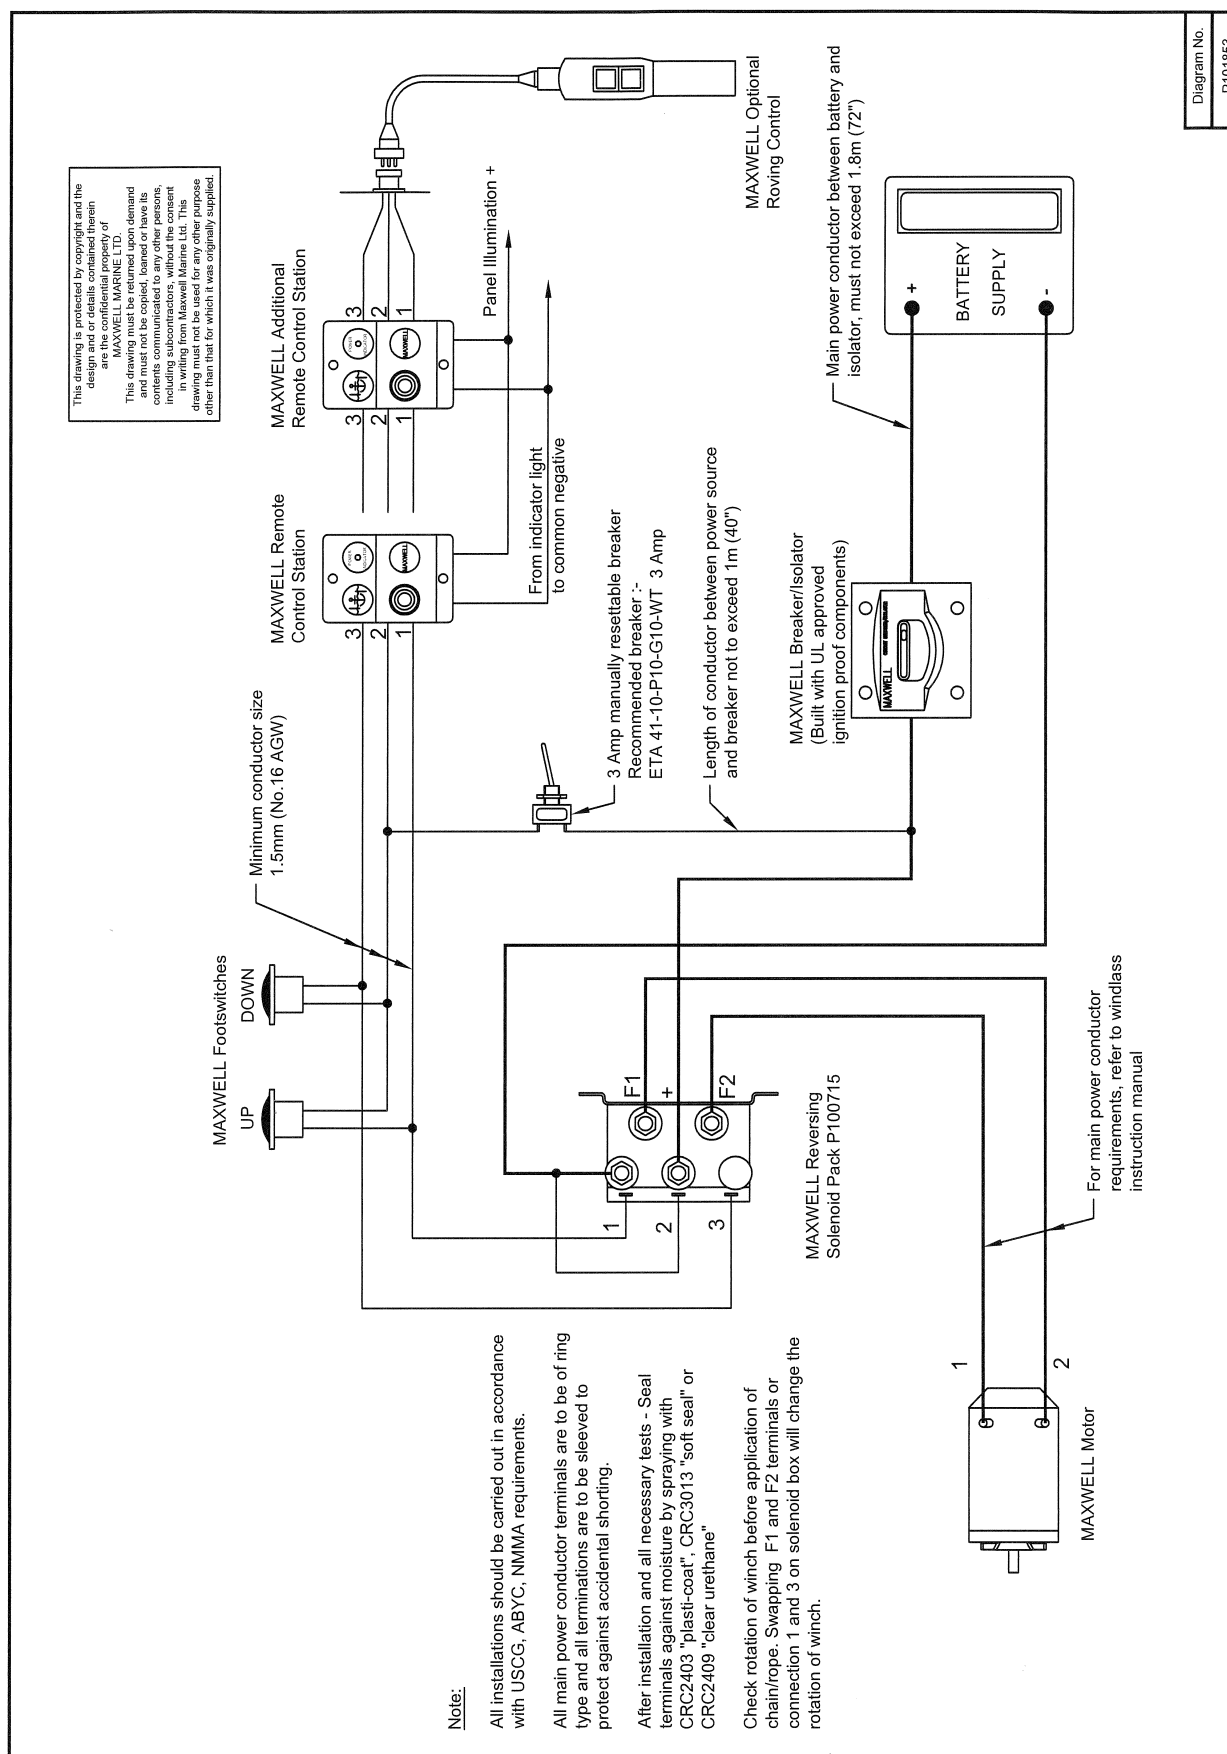 This drawing is protected by copyright and the
design and or details contained therein
are the confidential property of
MAXWELL MARINE LTD.
This drawing must be returned upon demand
and must not be copied, loaned or have its
contents communicated to any other persons,
including subcontractors, without the consent
in writing from Maxwell Marine Ltd. This
drawing must not be used for any other purpose
other than that for which it was originally supplied.
MAXWELL Footswitches
UP
DOWN
Minimum conductor size
1.5mm (No.16 AGW)
MAXWELL Remote
Control Station
3
2
1
MAXWELL
MAXWELL Additional
Remote Control Station
3
2
1
3
2
1
MAXWELL
Panel Illumination +
From indicator light
to common negative
MAXWELL Optional
Roving Control
3 Amp manually resettable breaker
Recommended breaker :-
ETA 41-10-P10-G10-WT 3 Amp
Length of conductor between power source
and breaker not to exceed 1m (40")
MAXWELL Breaker/Isolator
(Built with UL approved
ignition proof components)
MAXWELL
Main power conductor between battery and
isolator, must not exceed 1.8m (72")
+
BATTERY
SUPPLY
-
F1
+
F2
1
2
3
MAXWELL Reversing
Solenoid Pack P100715
For main power conductor
requirements, refer to windlass
instruction manual
1
2
MAXWELL Motor
Note:
All installations should be carried out in accordance
with USCG, ABYC, NMMA requirements.
All main power conductor terminals are to be of ring
type and all terminations are to be sleeved to
protect against accidental shorting.
After installation and all necessary tests - Seal
terminals against moisture by spraying with
CRC2403 "plasti-coat", CRC3013 "soft seal" or
CRC2409 "clear urethane"
Check rotation of winch before application of
chain/rope. Swapping F1 and F2 terminals or
connection 1 and 3 on solenoid box will change the
rotation of winch.
Diagram No.